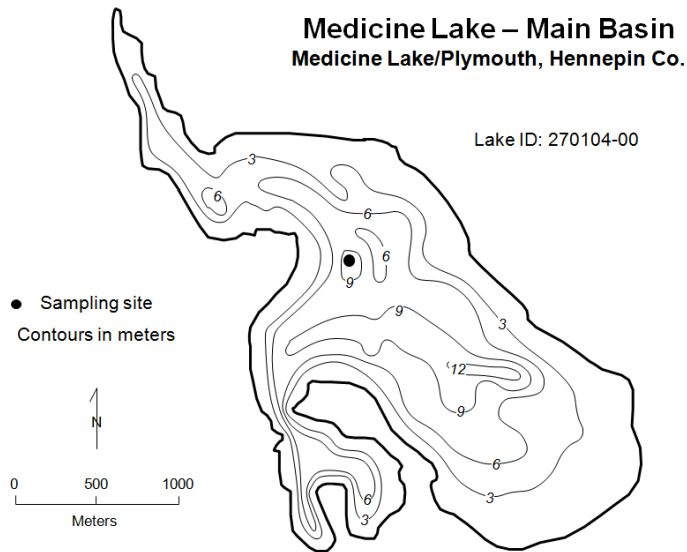 Medicine Lake – Main Basin
Medicine Lake/Plymouth, Hennepin Co.
Lake ID: 270104-00
3
6
6
6
9
9
3
12
9
6
3
6
3
Sampling site
Contours in meters
N
0 500 1000
Meters